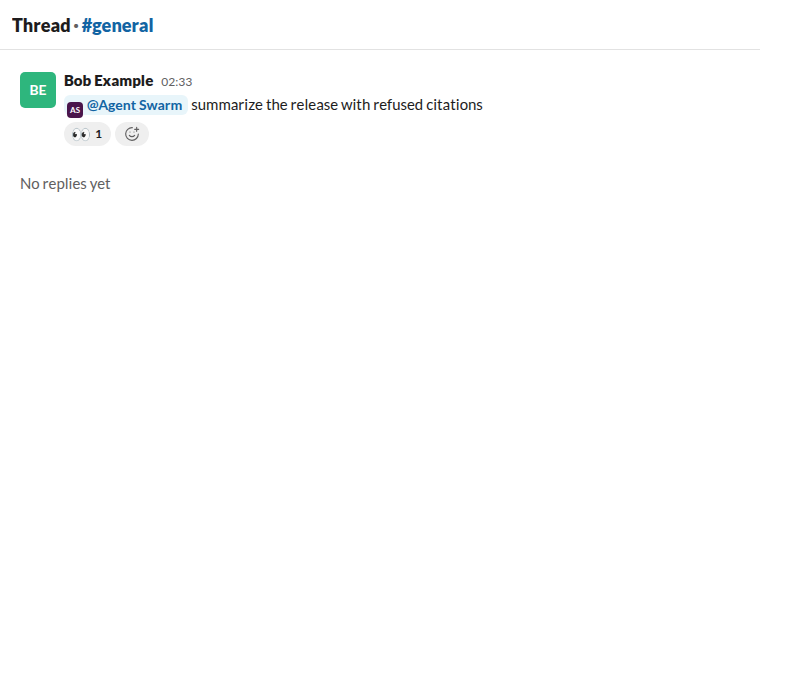 Thread • #general
BE
Bob Example 02:33
AS @Agent Swarm summarize the release with refused citations
1
No replies yet